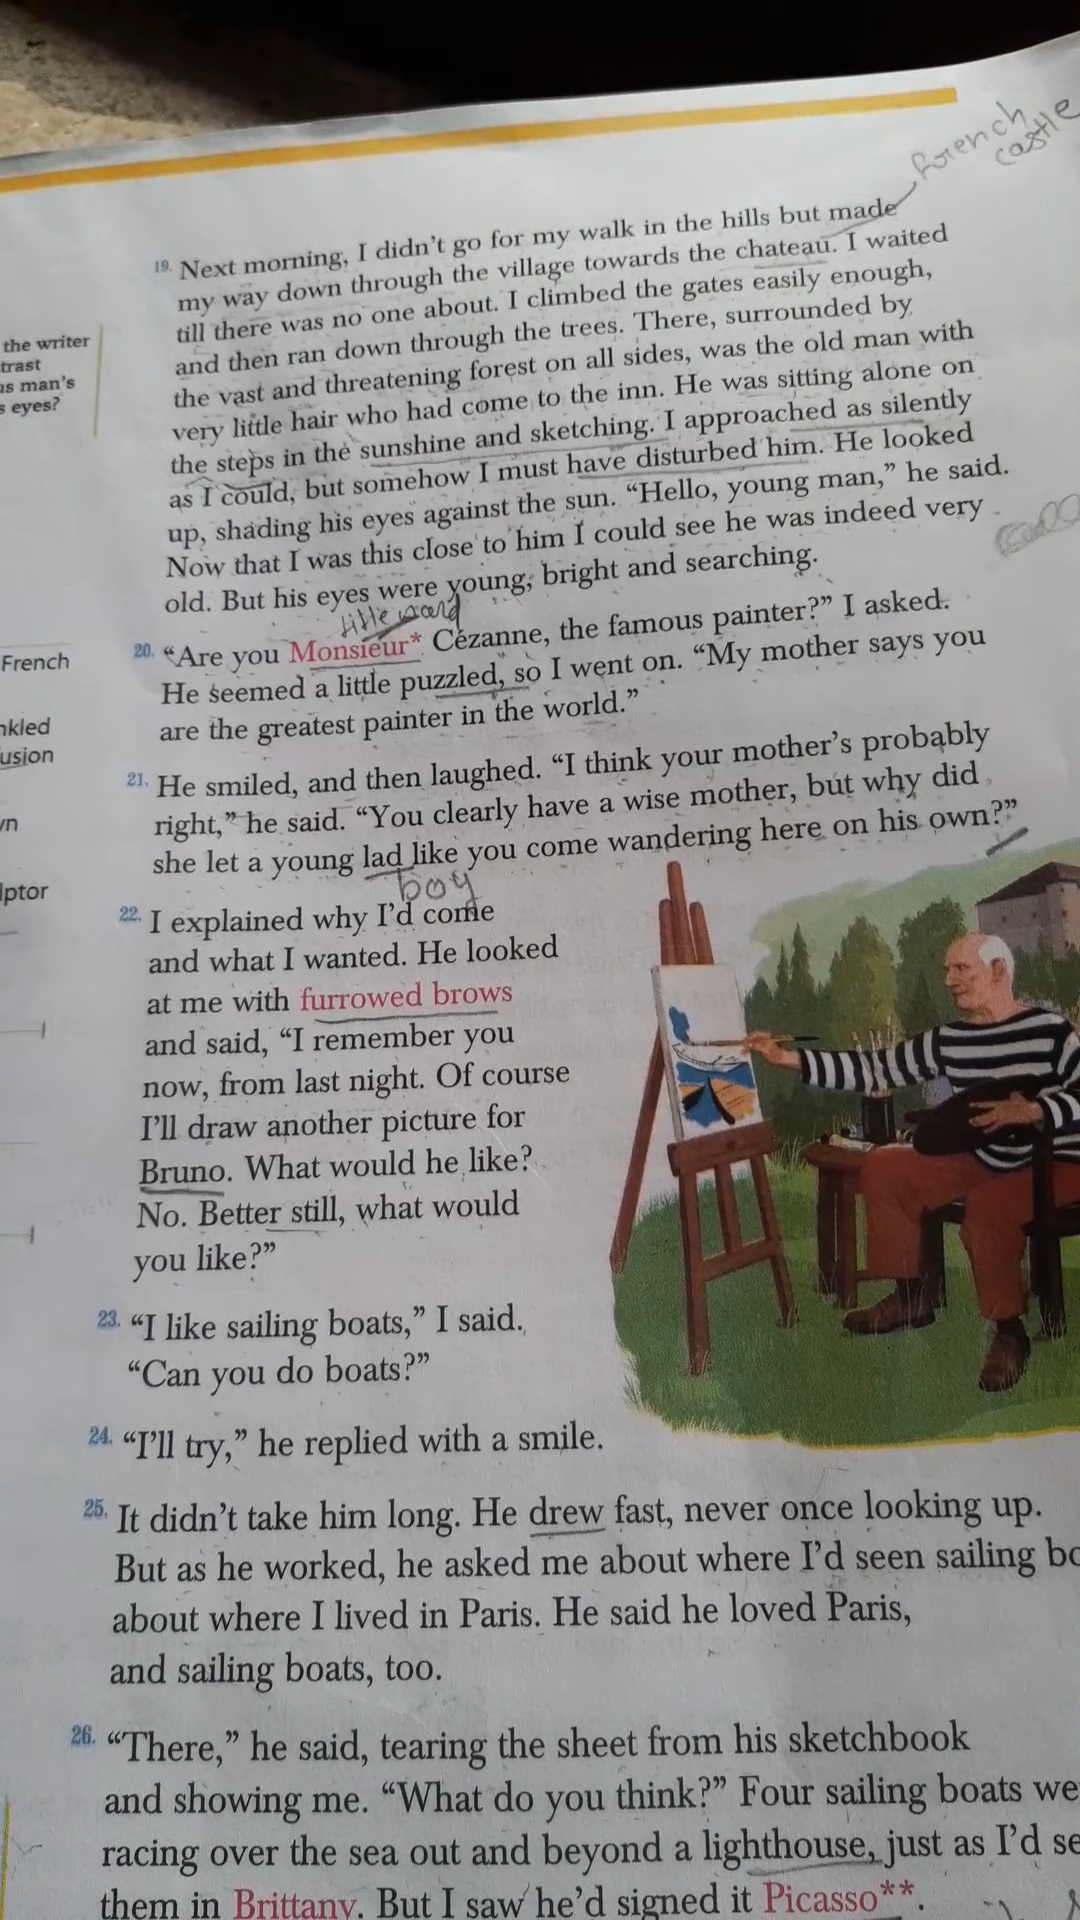 French
castle
19. Next morning, I didn't go for my walk in the hills but made
my way down through the village towards the chateau. I waited
till there was no one about. I climbed the gates easily enough,
and then ran down through the trees. There, surrounded by
the vast and threatening forest on all sides, was the old man with
very little hair who had come to the inn. He was sitting alone on
the steps in the sunshine and sketching. I approached as silently
as I could, but somehow I must have disturbed him. He looked
up, shading his eyes against the sun. “Hello, young man,” he said.
Now that I was this close to him I could see he was indeed very
old. But his eyes were young, bright and searching.
the writer
trast
man's
eyes?
20. “Are you Monsieur* Cézanne, the famous painter?” I asked.
He seemed a little puzzled, so I went on. “My mother says you
are the greatest painter in the world.”
French
nkled
usion
21. He smiled, and then laughed. “I think your mother's probably
right,” he said. “You clearly have a wise mother, but why did
she let a young lad like you come wandering here on his own?”
boy
lptor
22. I explained why I'd come
and what I wanted. He looked
at me with furrowed brows
and said, “I remember you
now, from last night. Of course
I'll draw another picture for
Bruno. What would he like?
No. Better still, what would
you like?”
23. “I like sailing boats,” I said.
“Can you do boats?”
24. “I'll try,” he replied with a smile.
25. It didn't take him long. He drew fast, never once looking up.
But as he worked, he asked me about where I'd seen sailing
about where I lived in Paris. He said he loved Paris,
and sailing boats, too.
26. “There,” he said, tearing the sheet from his sketchbook
and showing me. “What do you think?” Four sailing boats we
racing over the sea out and beyond a lighthouse, just as I'd se
them in Brittany. But I saw he'd signed it Picasso**.